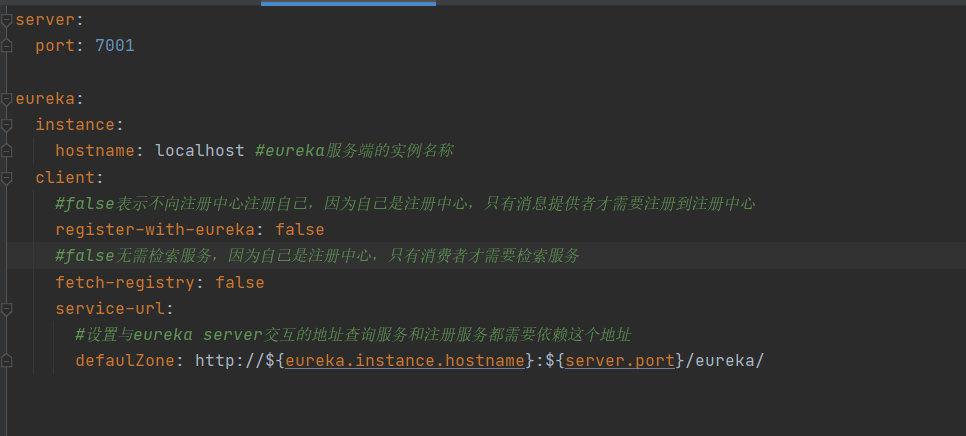 server:
  port: 7001

eureka:
  instance:
    hostname: localhost #eureka服务端的实例名称
  client:
    #false表示不向注册中心注册自己，因为自己是注册中心，只有消息提供者才需要注册到注册中心
    register-with-eureka: false
    #false无需检索服务，因为自己是注册中心，只有消费者才需要检索服务
    fetch-registry: false
    service-url:
      #设置与eureka server交互的地址查询服务和注册服务都需要依赖这个地址
      defaulZone: http://${eureka.instance.hostname}:${server.port}/eureka/